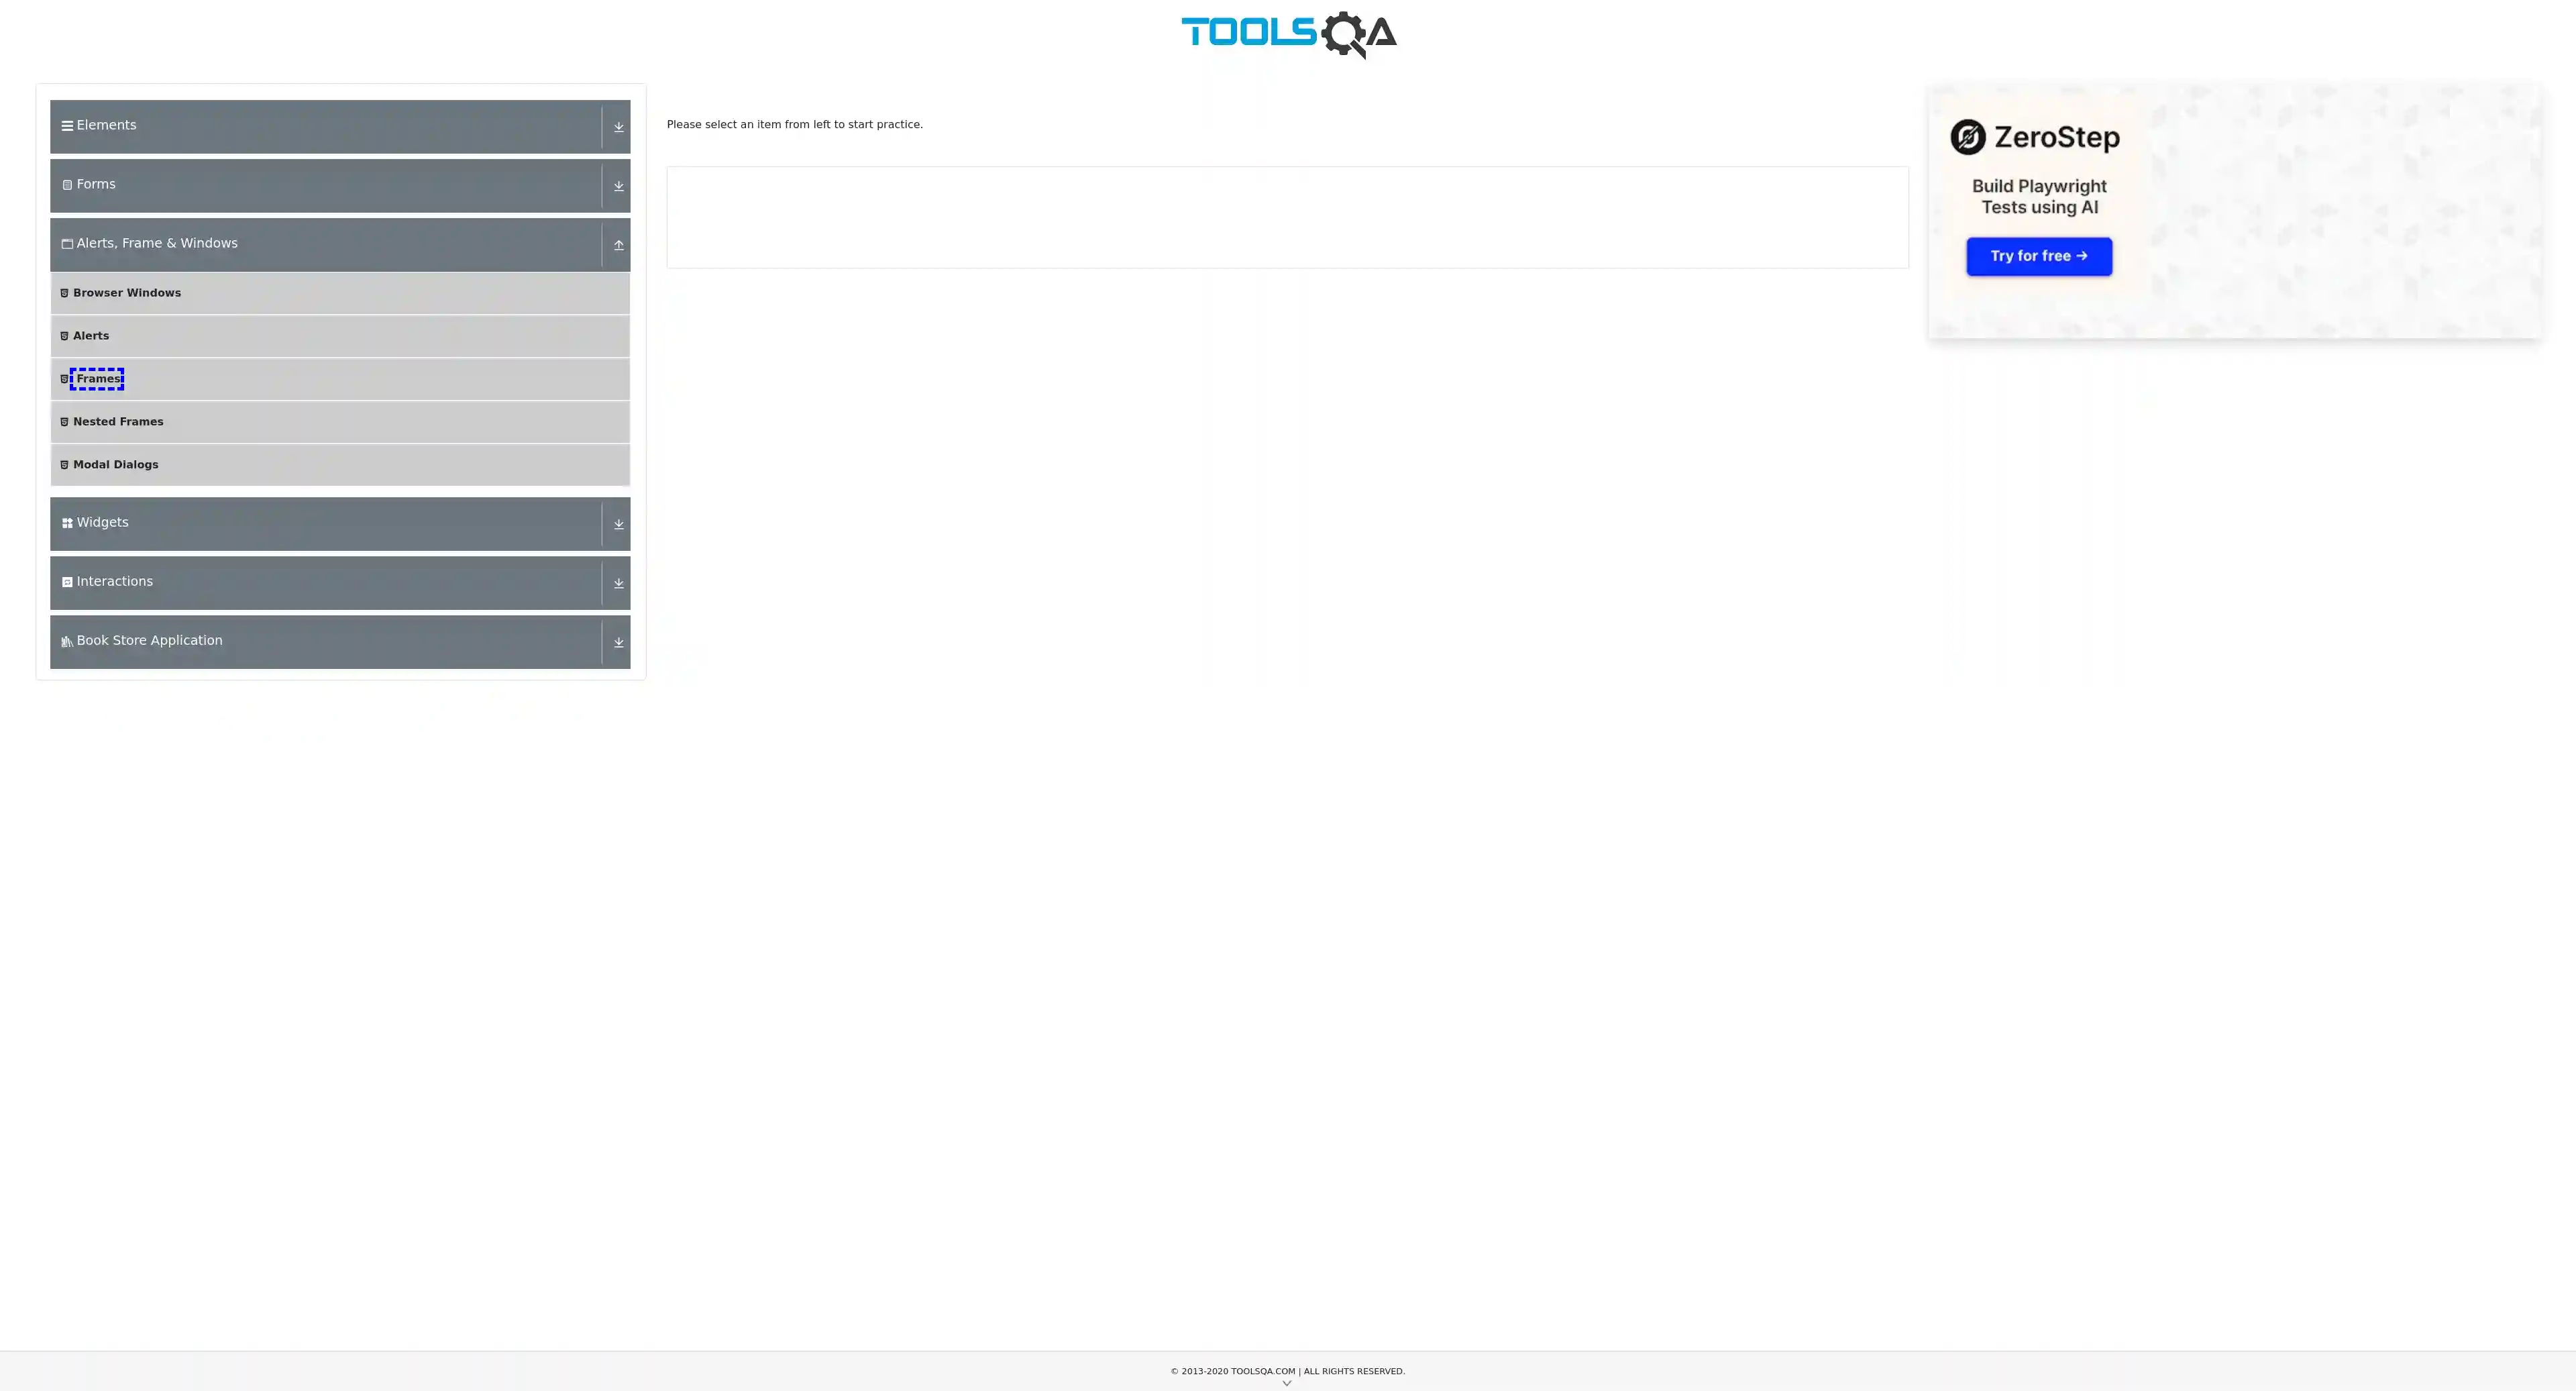 TOOLSQA
Elements
Forms
Alerts, Frame & Windows
Browser Windows
Alerts
Frames
Nested Frames
Modal Dialogs
Widgets
Interactions
Book Store Application
Please select an item from left to start practice.
ZeroStep
Build Playwright
Tests using AI
Try for free →
© 2013-2020 TOOLSQA.COM | ALL RIGHTS RESERVED.